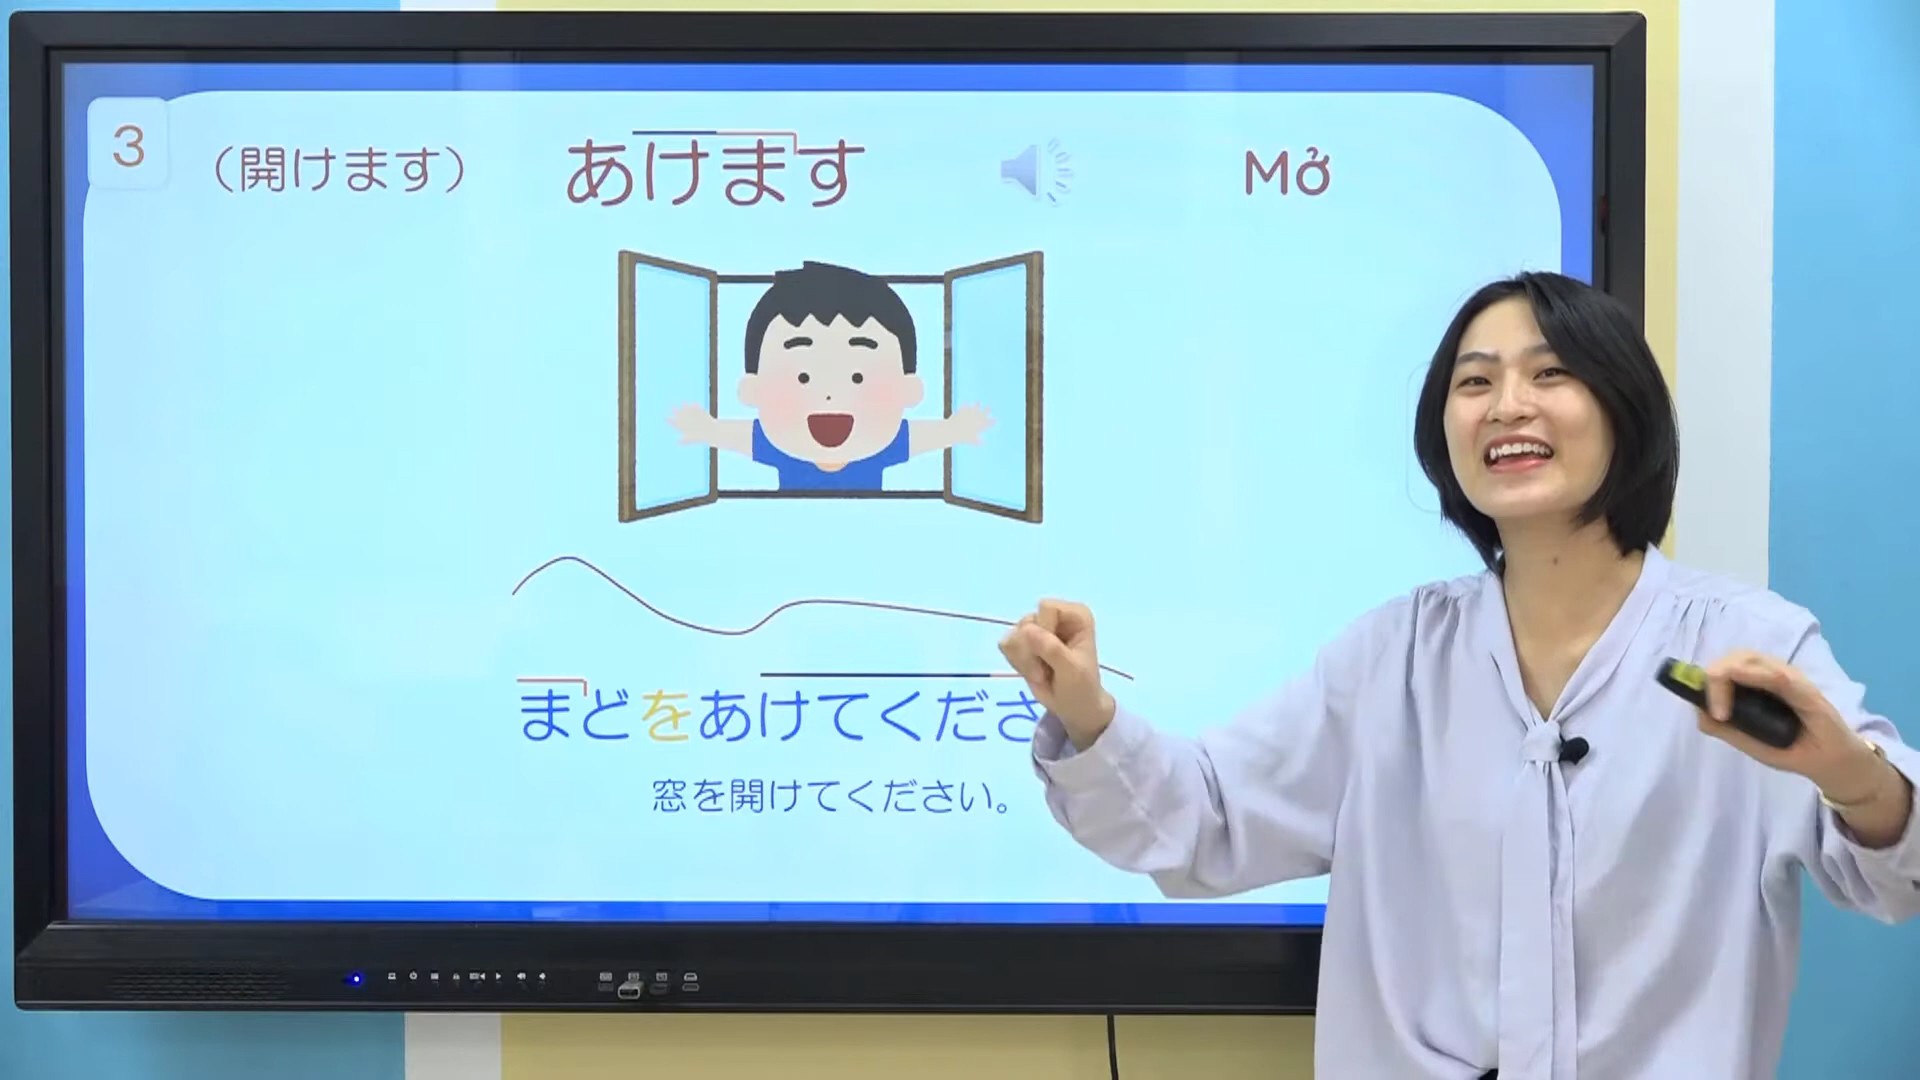 3
（開けます）
あけます
Mở
まどをあけてくださ
窓を開けてください。